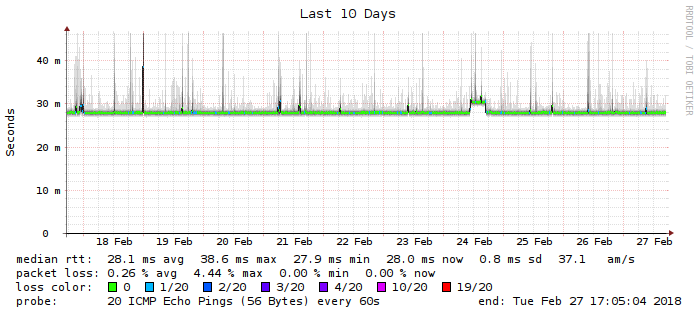 Last 10 Days
RRDTOOL / TOBI OETIKER
Seconds
40 m
30 m
20 m
10 m
0
18 Feb 19 Feb 20 Feb 21 Feb 22 Feb 23 Feb 24 Feb 25 Feb 26 Feb 27 Feb
median rtt: 28.1 ms avg 38.6 ms max 27.9 ms min 28.0 ms now 0.8 ms sd 37.1 am/s
packet loss: 0.26 % avg 4.44 % max 0.00 % min 0.00 % now
loss color: 0 1/20 2/20 3/20 4/20 10/20 19/20
probe: 20 ICMP Echo Pings (56 Bytes) every 60s end: Tue Feb 27 17:05:04 2018